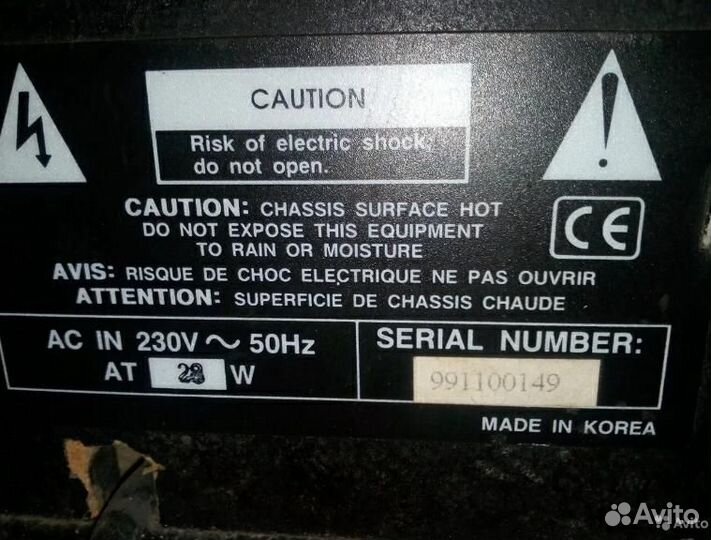 CAUTION
Risk of electric shock,
do not open.
CAUTION: CHASSIS SURFACE HOT
DO NOT EXPOSE THIS EQUIPMENT
TO RAIN OR MOISTURE
CE
AVIS: RISQUE DE CHOC ELECTRIQUE NE PAS OUVRIR
ATTENTION: SUPERFICIE DE CHASSIS CHAUDE
AC IN 230V ~ 50Hz
AT 28 W
SERIAL NUMBER:
991100149
MADE IN KOREA
Avito
Avito